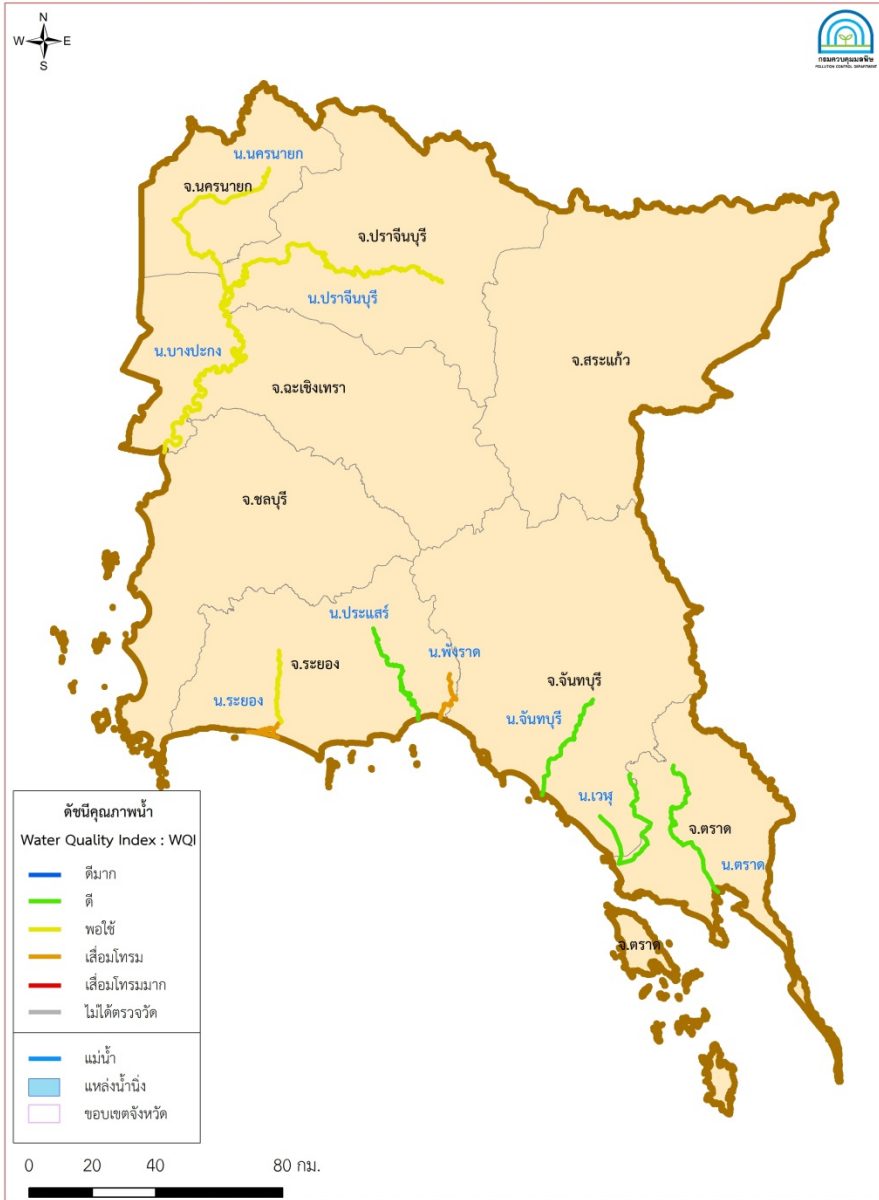 N
W E
S
กรมควบคุมมลพิษ
POLLUTION CONTROL DEPARTMENT
น.นครนายก
จ.นครนายก
จ.ปราจีนบุรี
น.ปราจีนบุรี
น.บางปะกง
จ.สระแก้ว
จ.ฉะเชิงเทรา
จ.ชลบุรี
น.ประแสร์
น.พังราด
จ.ระยอง
จ.จันทบุรี
น.ระยอง
น.จันทบุรี
น.เวฬุ
จ.ตราด
น.ตราด
จ.ตราด
ดัชนีคุณภาพน้ำ
Water Quality Index : WQI
ดีมาก
ดี
พอใช้
เสื่อมโทรม
เสื่อมโทรมมาก
ไม่ได้ตรวจวัด
แม่น้ำ
แหล่งน้ำนิ่ง
ขอบเขตจังหวัด
0 20 40 80 กม.